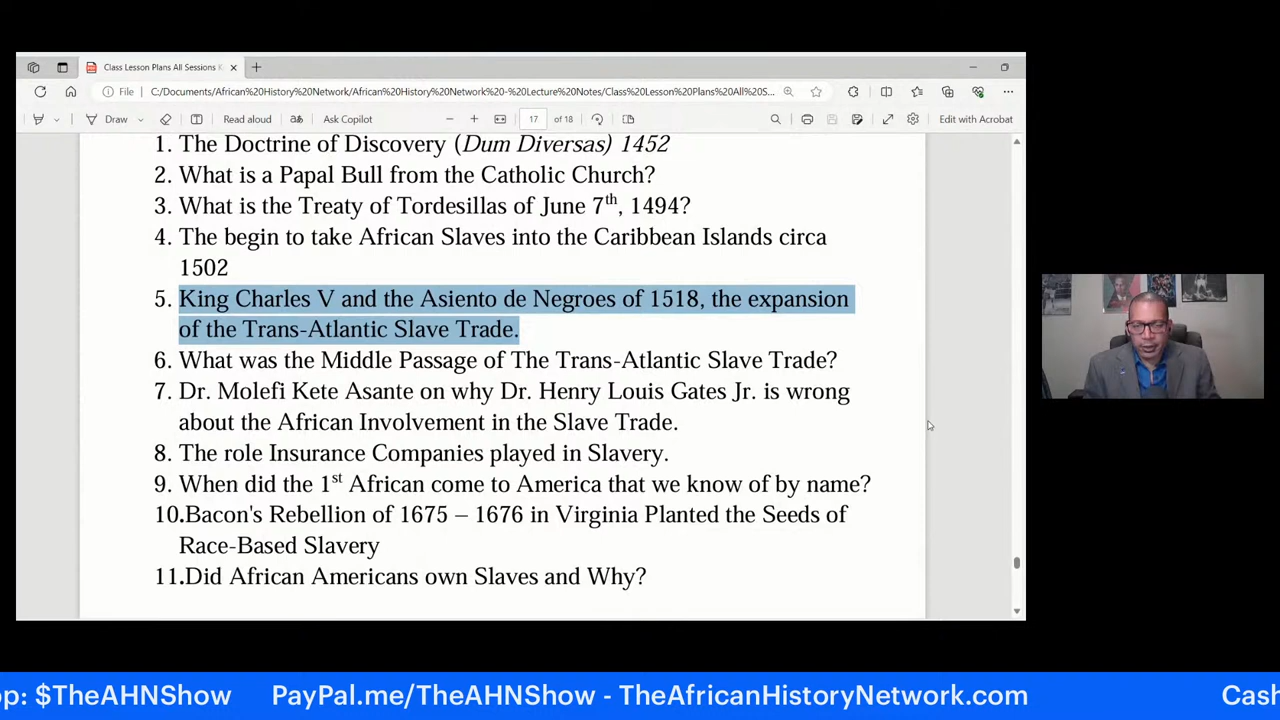 Class Lesson Plans All Sessions K
File C:/Documents/African%20History%20Network/African%20History%20Network%20-%20Lecture%20Notes/Class%20Lesson%20Plans%20All%20S...
Draw Read aloud Ask Copilot 17 of 18 Edit with Acrobat
1. The Doctrine of Discovery (Dum Diversas) 1452
2. What is a Papal Bull from the Catholic Church?
3. What is the Treaty of Tordesillas of June 7th, 1494?
4. The begin to take African Slaves into the Caribbean Islands circa
1502
5. King Charles V and the Asiento de Negroes of 1518, the expansion
of the Trans-Atlantic Slave Trade.
6. What was the Middle Passage of The Trans-Atlantic Slave Trade?
7. Dr. Molefi Kete Asante on why Dr. Henry Louis Gates Jr. is wrong
about the African Involvement in the Slave Trade.
8. The role Insurance Companies played in Slavery.
9. When did the 1st African come to America that we know of by name?
10.Bacon's Rebellion of 1675 – 1676 in Virginia Planted the Seeds of
Race-Based Slavery
11.Did African Americans own Slaves and Why?
pp: $TheAHNShow PayPal.me/TheAHNShow - TheAfricanHistoryNetwork.com Cash